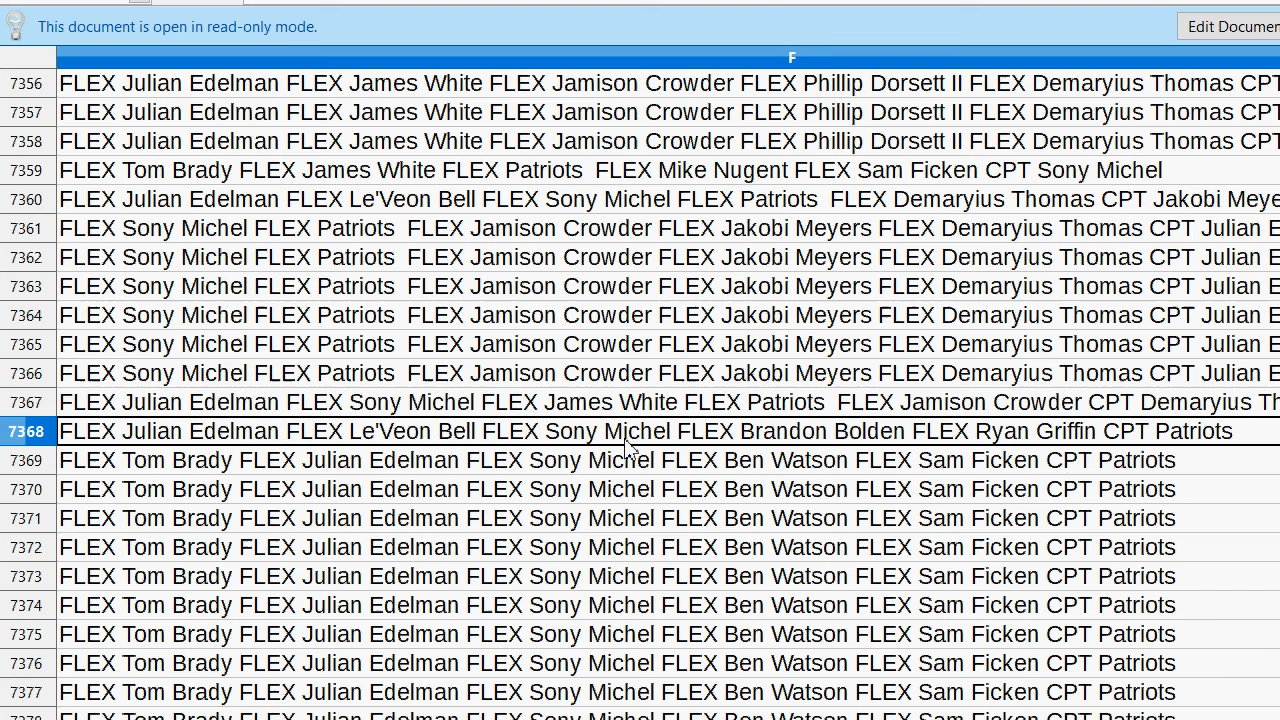 This document is open in read-only mode.
Edit Documen
F
7356 FLEX Julian Edelman FLEX James White FLEX Jamison Crowder FLEX Phillip Dorsett II FLEX Demaryius Thomas CPT
7357 FLEX Julian Edelman FLEX James White FLEX Jamison Crowder FLEX Phillip Dorsett II FLEX Demaryius Thomas CPT
7358 FLEX Julian Edelman FLEX James White FLEX Jamison Crowder FLEX Phillip Dorsett II FLEX Demaryius Thomas CPT
7359 FLEX Tom Brady FLEX James White FLEX Patriots  FLEX Mike Nugent FLEX Sam Ficken CPT Sony Michel
7360 FLEX Julian Edelman FLEX Le'Veon Bell FLEX Sony Michel FLEX Patriots  FLEX Demaryius Thomas CPT Jakobi Meye
7361 FLEX Sony Michel FLEX Patriots  FLEX Jamison Crowder FLEX Jakobi Meyers FLEX Demaryius Thomas CPT Julian E
7362 FLEX Sony Michel FLEX Patriots  FLEX Jamison Crowder FLEX Jakobi Meyers FLEX Demaryius Thomas CPT Julian E
7363 FLEX Sony Michel FLEX Patriots  FLEX Jamison Crowder FLEX Jakobi Meyers FLEX Demaryius Thomas CPT Julian E
7364 FLEX Sony Michel FLEX Patriots  FLEX Jamison Crowder FLEX Jakobi Meyers FLEX Demaryius Thomas CPT Julian E
7365 FLEX Sony Michel FLEX Patriots  FLEX Jamison Crowder FLEX Jakobi Meyers FLEX Demaryius Thomas CPT Julian E
7366 FLEX Sony Michel FLEX Patriots  FLEX Jamison Crowder FLEX Jakobi Meyers FLEX Demaryius Thomas CPT Julian E
7367 FLEX Julian Edelman FLEX Sony Michel FLEX James White FLEX Patriots  FLEX Jamison Crowder CPT Demaryius Th
7368 FLEX Julian Edelman FLEX Le'Veon Bell FLEX Sony Michel FLEX Brandon Bolden FLEX Ryan Griffin CPT Patriots
7369 FLEX Tom Brady FLEX Julian Edelman FLEX Sony Michel FLEX Ben Watson FLEX Sam Ficken CPT Patriots
7370 FLEX Tom Brady FLEX Julian Edelman FLEX Sony Michel FLEX Ben Watson FLEX Sam Ficken CPT Patriots
7371 FLEX Tom Brady FLEX Julian Edelman FLEX Sony Michel FLEX Ben Watson FLEX Sam Ficken CPT Patriots
7372 FLEX Tom Brady FLEX Julian Edelman FLEX Sony Michel FLEX Ben Watson FLEX Sam Ficken CPT Patriots
7373 FLEX Tom Brady FLEX Julian Edelman FLEX Sony Michel FLEX Ben Watson FLEX Sam Ficken CPT Patriots
7374 FLEX Tom Brady FLEX Julian Edelman FLEX Sony Michel FLEX Ben Watson FLEX Sam Ficken CPT Patriots
7375 FLEX Tom Brady FLEX Julian Edelman FLEX Sony Michel FLEX Ben Watson FLEX Sam Ficken CPT Patriots
7376 FLEX Tom Brady FLEX Julian Edelman FLEX Sony Michel FLEX Ben Watson FLEX Sam Ficken CPT Patriots
7377 FLEX Tom Brady FLEX Julian Edelman FLEX Sony Michel FLEX Ben Watson FLEX Sam Ficken CPT Patriots
7378 FLEX Tom Brady FLEX Julian Edelman FLEX Sony Michel FLEX Ben Watson FLEX Sam Ficken CPT Patriots